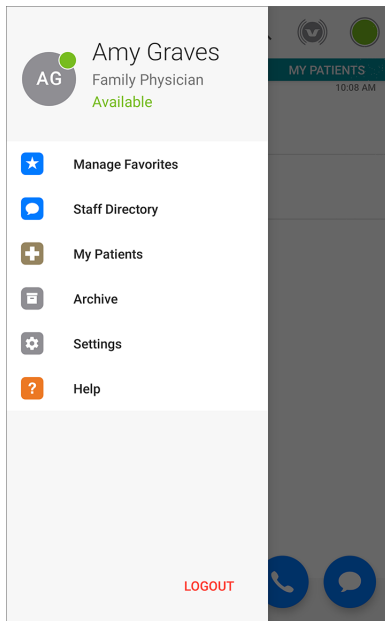 Amy Graves
AG
Family Physician
Available
MY PATIENTS
10:08 AM
Manage Favorites
Staff Directory
My Patients
Archive
Settings
?
Help
LOGOUT